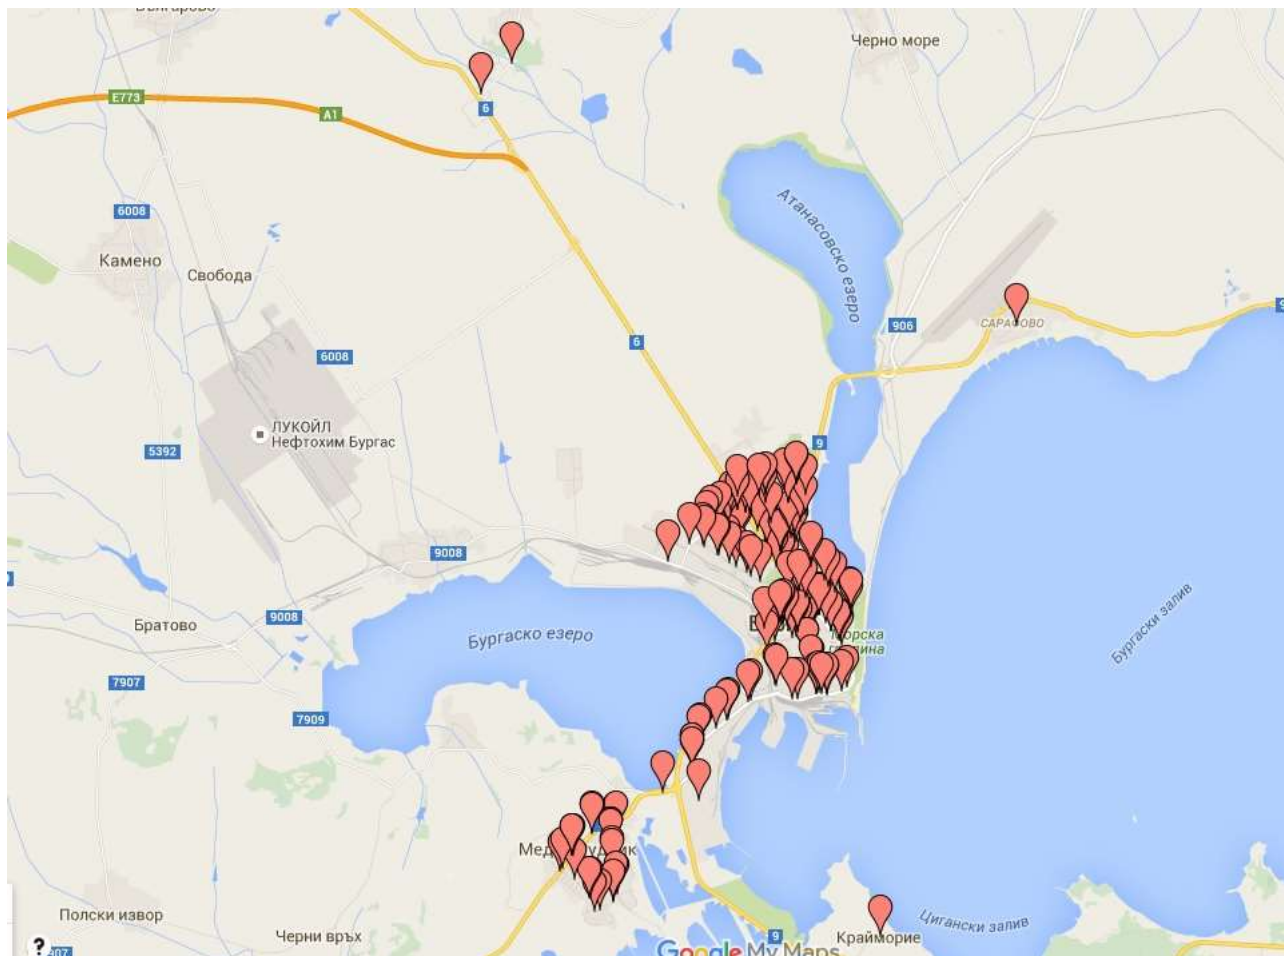 Черно море
6
E773
A1
6008
Камено
Свобода
Атанасовско езеро
906
САРАФОВО
6
6008
ЛУКОЙЛ
Нефтохим Бургас
9
5392
9008
9008
Братово
Бургаско езеро
Морска
Бургаски залив
7907
7909
Полски извор
Черни връх
Цигански залив
Крайморие
9
?
Google My Maps